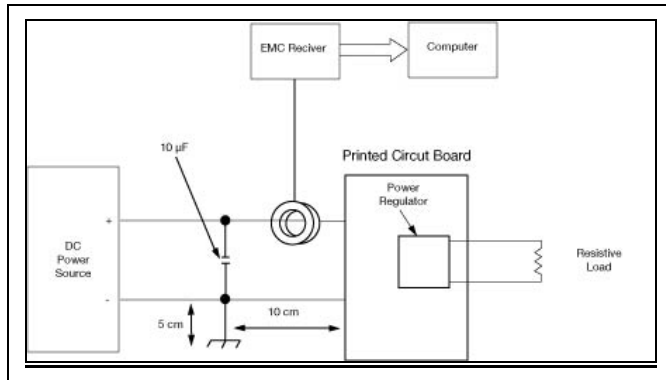 EMC Reciver
Computer
10 µF
Printed Circut Board
Power
Regulator
+
DC
Power
Source
Resistive
Load
-
10 cm
5 cm